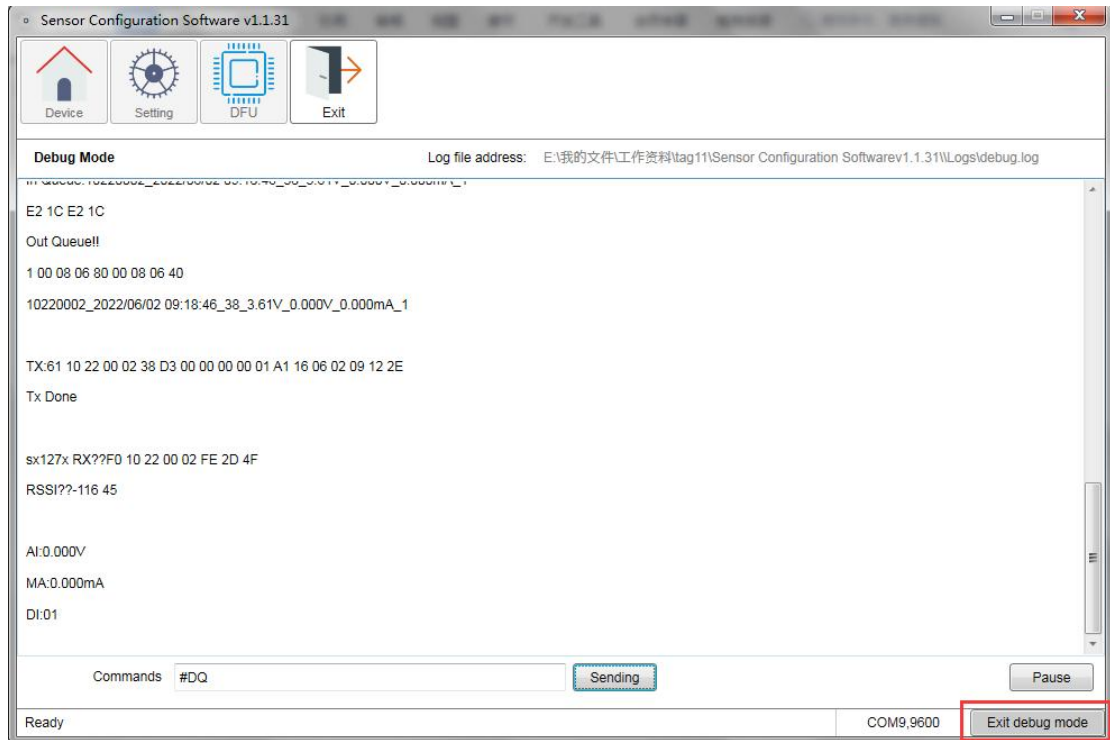 Sensor Configuration Software v1.1.31
Device
Setting
DFU
Exit
Debug Mode
Log file address: E:\我的文件\工作资料\tag11\Sensor Configuration Softwarev1.1.31\\Logs\debug.log
E2 1C E2 1C
Out Queue!!
1 00 08 06 80 00 08 06 40
10220002_2022/06/02 09:18:46_38_3.61V_0.000V_0.000mA_1
TX:61 10 22 00 02 38 D3 00 00 00 00 01 A1 16 06 02 09 12 2E
Tx Done
sx127x RX??F0 10 22 00 02 FE 2D 4F
RSSI??-116 45
AI:0.000V
MA:0.000mA
DI:01
Commands #DQ Sending Pause
Ready COM9,9600 Exit debug mode